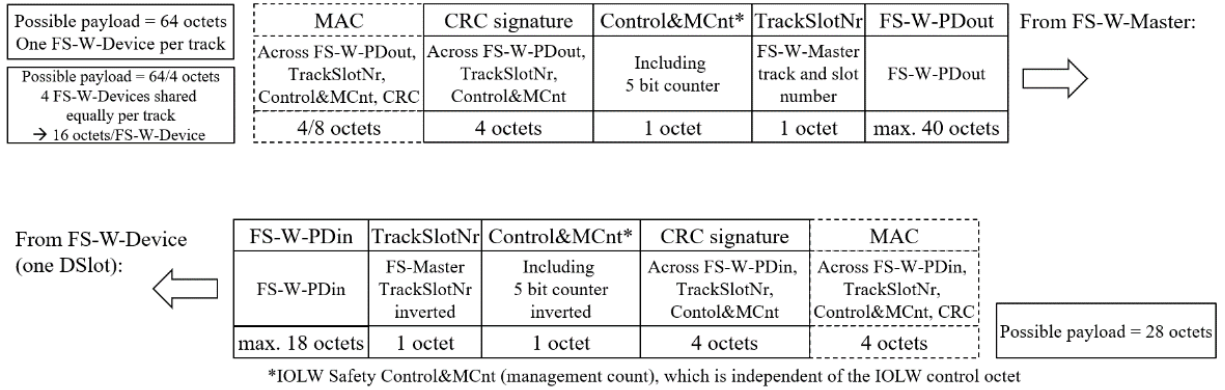 Possible payload = 64 octets
One FS-W-Device per track
Possible payload = 64/4 octets
4 FS-W-Devices shared
equally per track
→ 16 octets/FS-W-Device
MAC
CRC signature
Control&MCnt*
TrackSlotNr
FS-W-PDout
Across FS-W-PDout,
TrackSlotNr,
Control&MCnt, CRC
Across FS-W-PDout,
TrackSlotNr,
Control&MCnt
Including
5 bit counter
FS-W-Master
track and slot
number
FS-W-PDout
4/8 octets
4 octets
1 octet
1 octet
max. 40 octets
From FS-W-Master:
From FS-W-Device
(one DSlot):
FS-W-PDin
TrackSlotNr
Control&MCnt*
CRC signature
MAC
FS-W-PDin
FS-Master
TrackSlotNr
inverted
Including
5 bit counter
inverted
Across FS-W-PDin,
TrackSlotNr,
Contol&MCnt
Across FS-W-PDin,
TrackSlotNr,
Control&MCnt, CRC
max. 18 octets
1 octet
1 octet
4 octets
4 octets
Possible payload = 28 octets
*IOLW Safety Control&MCnt (management count), which is independent of the IOLW control octet